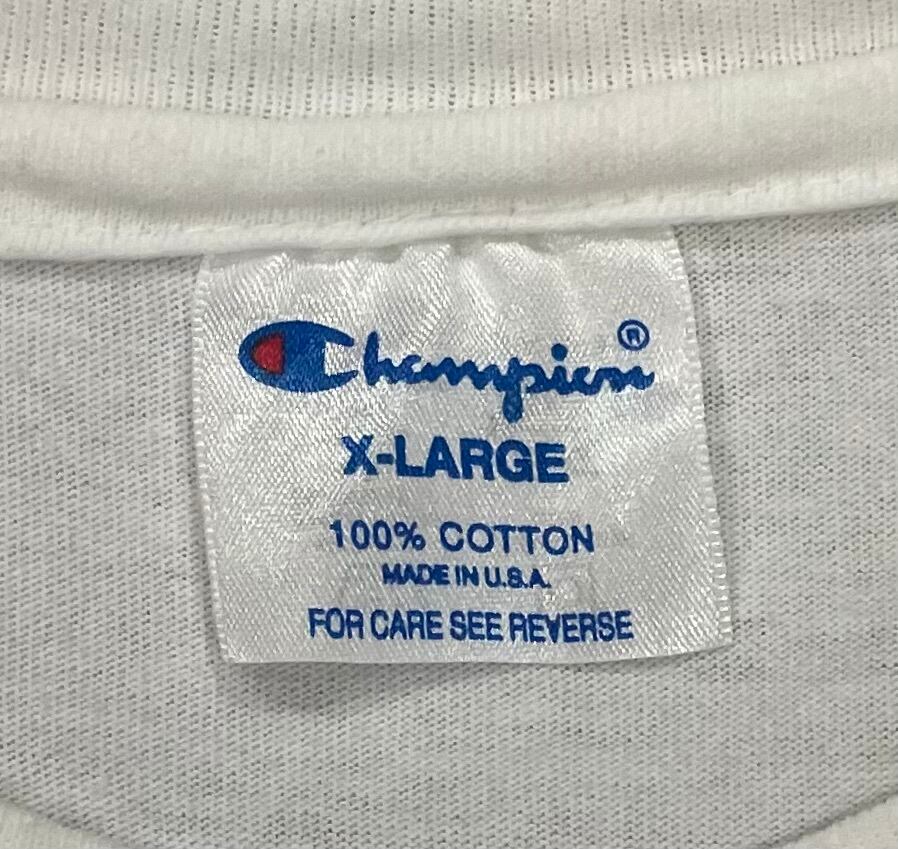 Champion®
X-LARGE
100% COTTON
MADE IN U.S.A.
FOR CARE SEE REVERSE